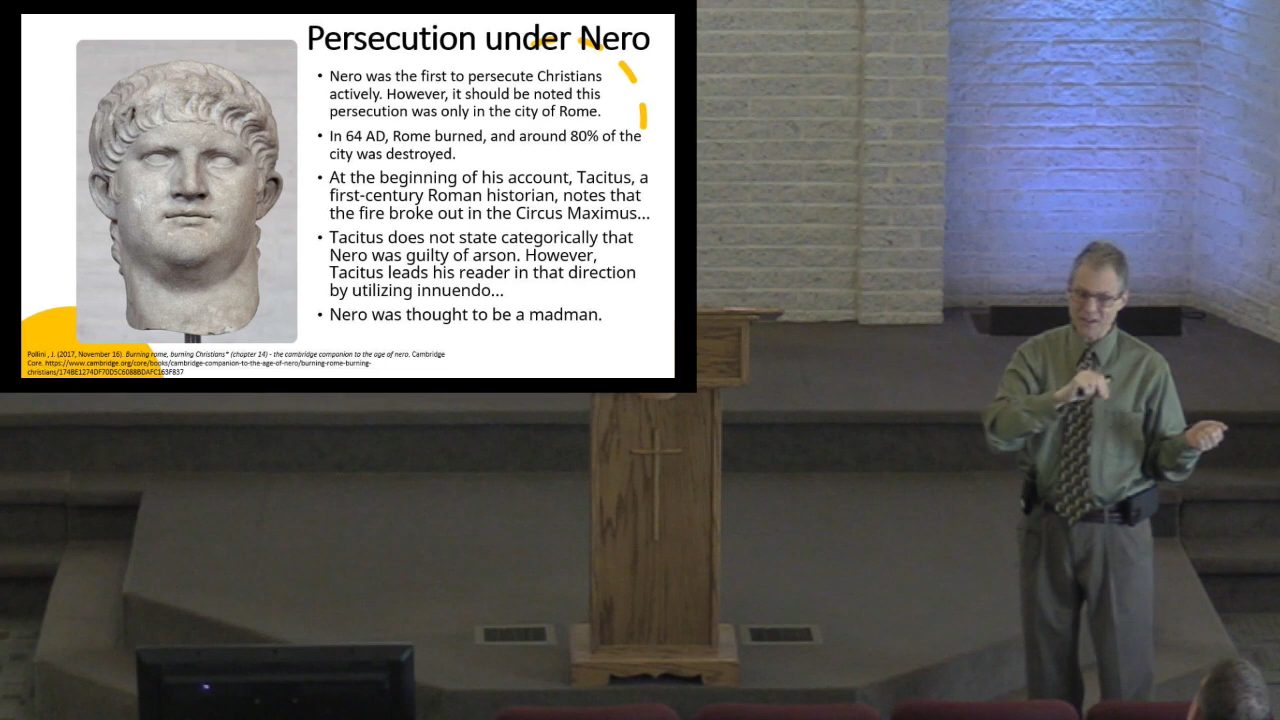 Persecution under Nero
• Nero was the first to persecute Christians
actively. However, it should be noted this
persecution was only in the city of Rome.
• In 64 AD, Rome burned, and around 80% of the
city was destroyed.
• At the beginning of his account, Tacitus, a
first-century Roman historian, notes that
the fire broke out in the Circus Maximus...
• Tacitus does not state categorically that
Nero was guilty of arson. However,
Tacitus leads his reader in that direction
by utilizing innuendo...
• Nero was thought to be a madman.
Pollini, J. (2017, November 16). Burning rome, burning Christians* (chapter 14) - the cambridge companion to the age of nero. Cambridge
Core. https://www.cambridge.org/core/books/cambridge-companion-to-the-age-of-nero/burning-rome-burning-